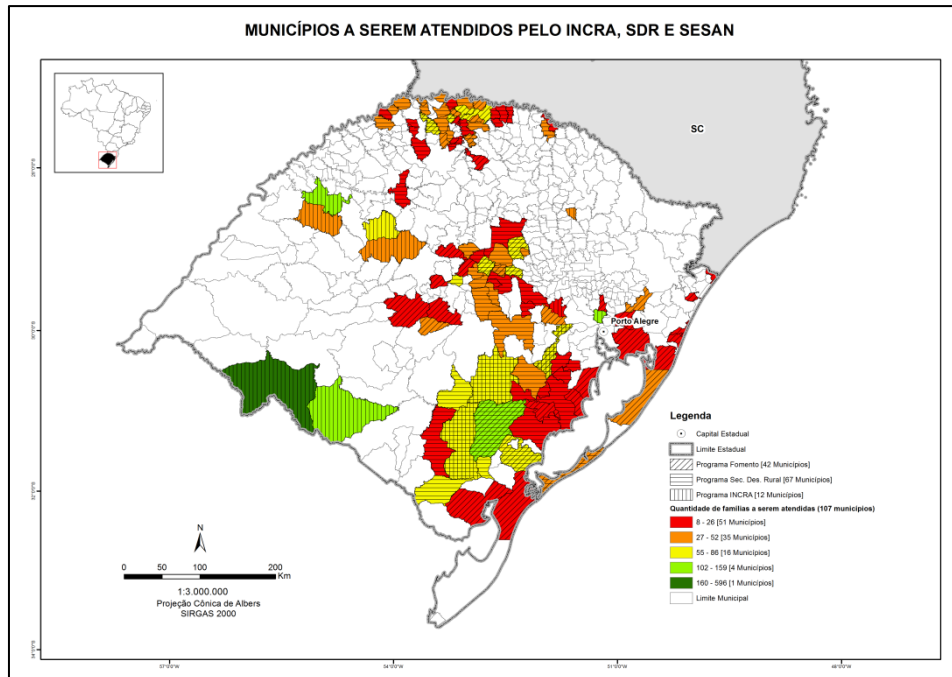 MUNICÍPIOS A SEREM ATENDIDOS PELO INCRA, SDR E SESAN
SC
Porto Alegre
Legenda
Capital Estadual
Limite Estadual
Programa Fomento [42 Municípios]
Programa Sec. Des. Rural [67 Municípios]
Programa INCRA [12 Municípios]
Quantidade de famílias a serem atendidas (107 municípios)
8 - 26 [51 Municípios]
27 - 52 [35 Municípios]
55 - 86 [16 Municípios]
102 - 159 [4 Municípios]
160 - 596 [1 Municípios]
Limite Municipal
N
0 50 100 200
Km
1:3.000.000
Projeção Cônica de Albers
SIRGAS 2000